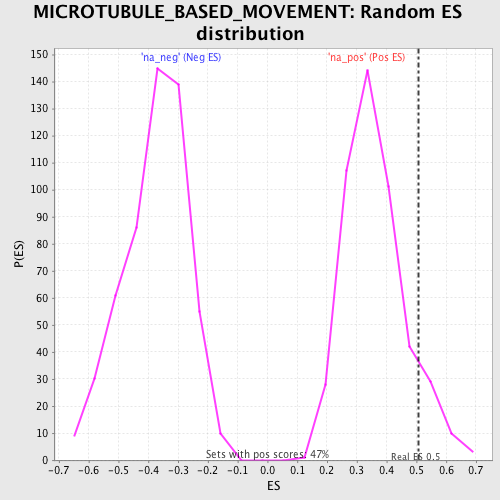 MICROTUBULE_BASED_MOVEMENT: Random ES
distribution
'na_neg' (Neg ES)
'na_pos' (Pos ES)
150
140
130
120
110
100
90
80
70
60
50
40
30
20
10
0
P(ES)
Sets with pos scores: 47%
Real ES 0.5
-0.7 -0.6 -0.5 -0.4 -0.3 -0.2 -0.1 0.0 0.1 0.2 0.3 0.4 0.5 0.6 0.7
ES